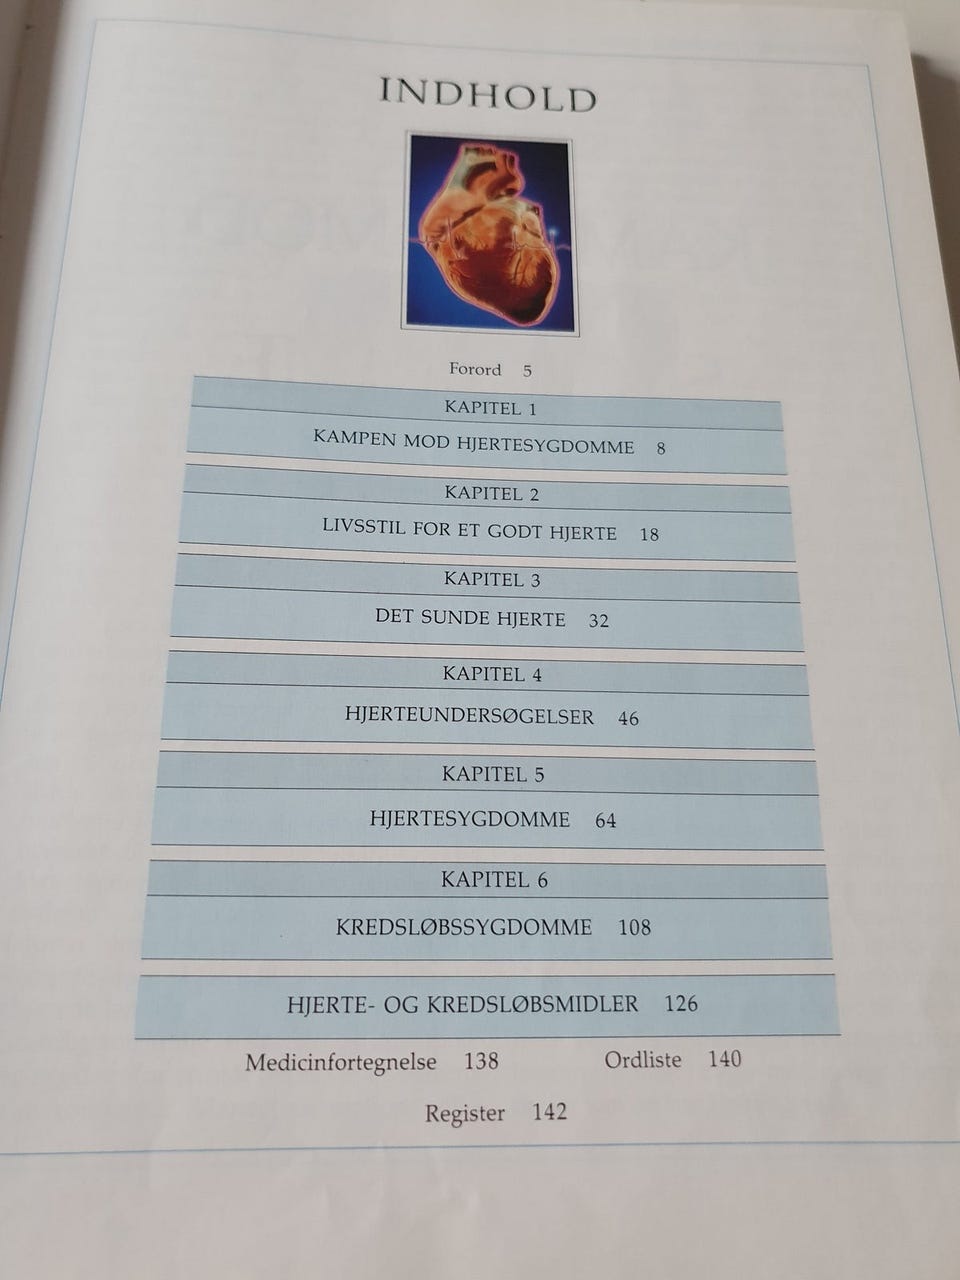 INDHOLD
Forord 5
KAPITEL 1
KAMPEN MOD HJERTESYGDOMME 8
KAPITEL 2
LIVSSTIL FOR ET GODT HJERTE 18
KAPITEL 3
DET SUNDE HJERTE 32
KAPITEL 4
HJERTEUNDERSØGELSER 46
KAPITEL 5
HJERTESYGDOMME 64
KAPITEL 6
KREDSLØBSSYGDOMME 108
HJERTE- OG KREDSLØBSMIDLER 126
Medicinfortegnelse 138 Ordliste 140
Register 142